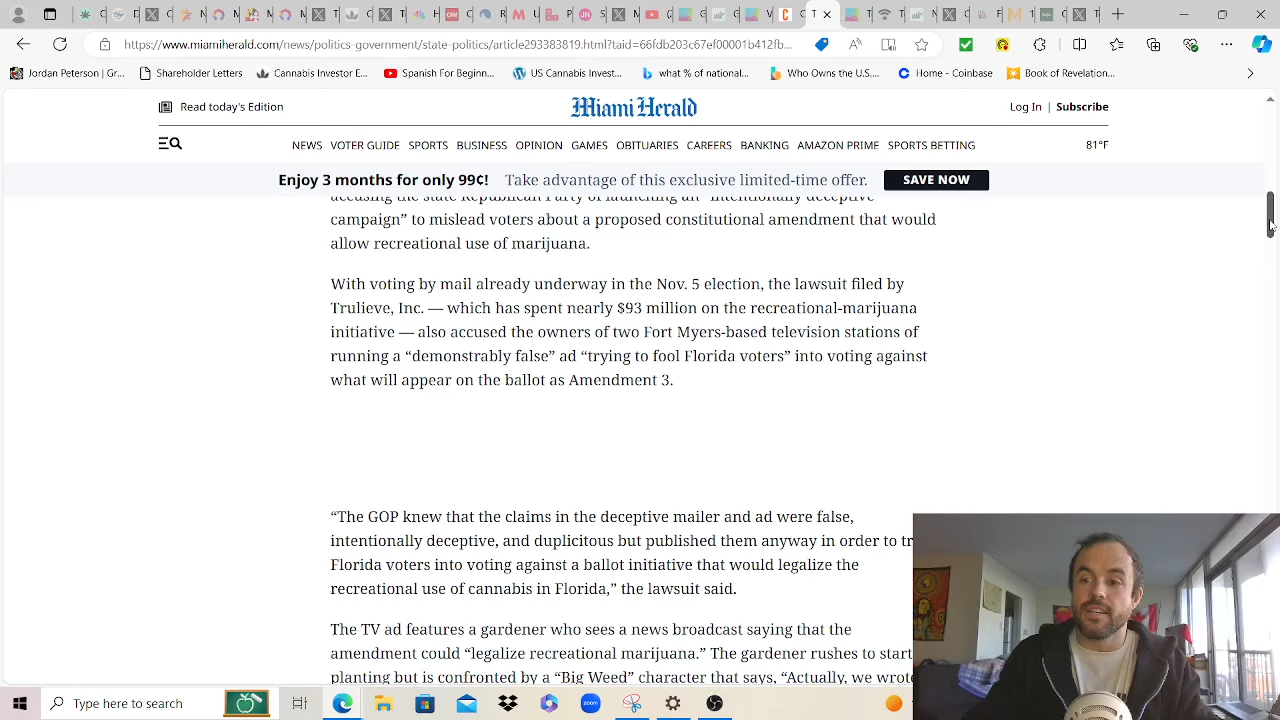 https://www.miamiherald.com/news/politics-government/state-politics/article293305
9.html?taid=66fdb203c67ef00001b412fb...
Jordan Peterson | Gr...
Shareholder Letters
Cannabis Investor E...
Spanish For Beginn...
US Cannabis Invest...
what % of national...
Who Owns the U.S....
Home - Coinbase
Book of Revelation...
Read today's Edition
Miami Herald
Log In | Subscribe
NEWS VOTER GUIDE SPORTS BUSINESS OPINION GAMES OBITUARIES CAREERS BANKING AMAZON PRIME SPORTS BETTING
81°F
Enjoy 3 months for only 99¢! Take advantage of this exclusive limited-time offer. SAVE NOW
accusing the state Republican Party of launching an "intentionally deceptive
campaign” to mislead voters about a proposed constitutional amendment that would
allow recreational use of marijuana.
With voting by mail already underway in the Nov. 5 election, the lawsuit filed by
Trulieve, Inc. — which has spent nearly $93 million on the recreational-marijuana
initiative — also accused the owners of two Fort Myers-based television stations of
running a “demonstrably false” ad “trying to fool Florida voters” into voting against
what will appear on the ballot as Amendment 3.
“The GOP knew that the claims in the deceptive mailer and ad were false,
intentionally deceptive, and duplicitous but published them anyway in order to tr
Florida voters into voting against a ballot initiative that would legalize the
recreational use of cannabis in Florida,” the lawsuit said.
The TV ad features a gardener who sees a news broadcast saying that the
amendment could “legalize recreational marijuana.” The gardener rushes to start
planting but is confronted by a “Big Weed” character that says, “Actually, we wrote
Type here to search
zoom